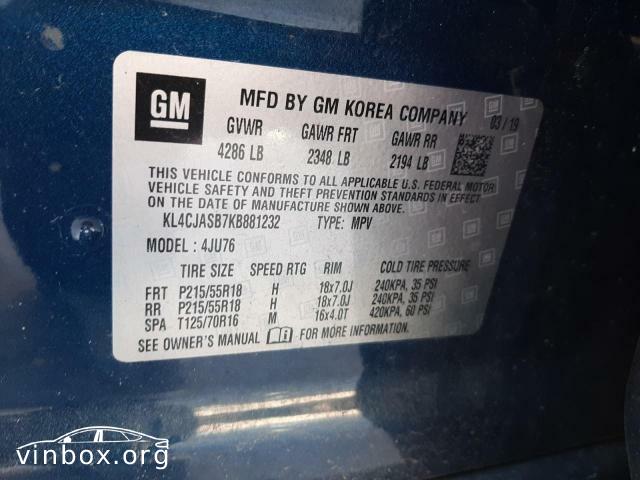 GM
MFD BY GM KOREA COMPANY 03/19
GVWR GAWR FRT GAWR RR
4286 LB 2348 LB 2194 LB
THIS VEHICLE CONFORMS TO ALL APPLICABLE U.S. FEDERAL MOTOR
VEHICLE SAFETY AND THEFT PREVENTION STANDARDS IN EFFECT
ON THE DATE OF MANUFACTURE SHOWN ABOVE.
KL4CJASB7KB881232 TYPE: MPV
MODEL: 4JU76
TIRE SIZE SPEED RTG RIM COLD TIRE PRESSURE
FRT P215/55R18 H 18x7.0J 240KPA, 35 PSI
RR P215/55R18 H 18x7.0J 240KPA, 35 PSI
SPA T125/70R16 M 16x4.0T 420KPA, 60 PSI
SEE OWNER'S MANUAL FOR MORE INFORMATION.
vinbox.org